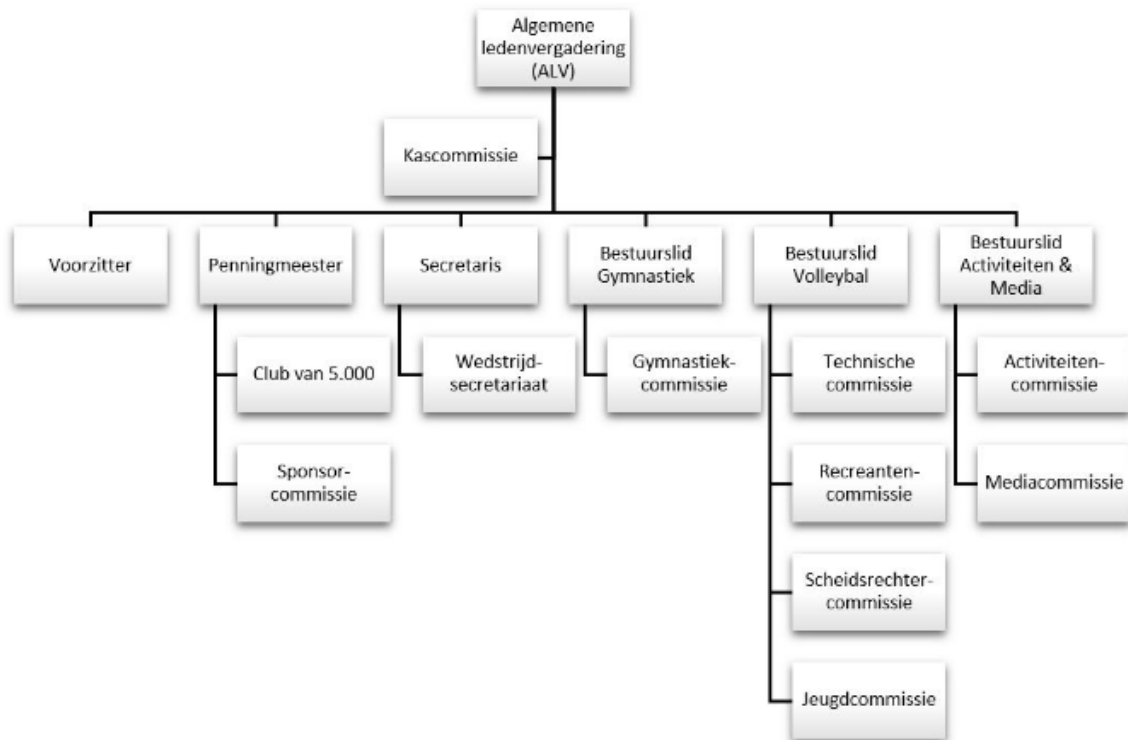 Algemene
ledenvergadering
(ALV)
Kascommissie
Voorzitter
Penningmeester
Secretaris
Bestuurslid
Gymnastiek
Bestuurslid
Volleybal
Bestuurslid
Activiteiten &
Media
Club van 5.000
Wedstrijd-
secretariaat
Gymnastiek-
commissie
Technische
commissie
Activiteiten-
commissie
Sponsor-
commissie
Recreanten-
commissie
Mediacommissie
Scheidsrechter-
commissie
Jeugdcommissie